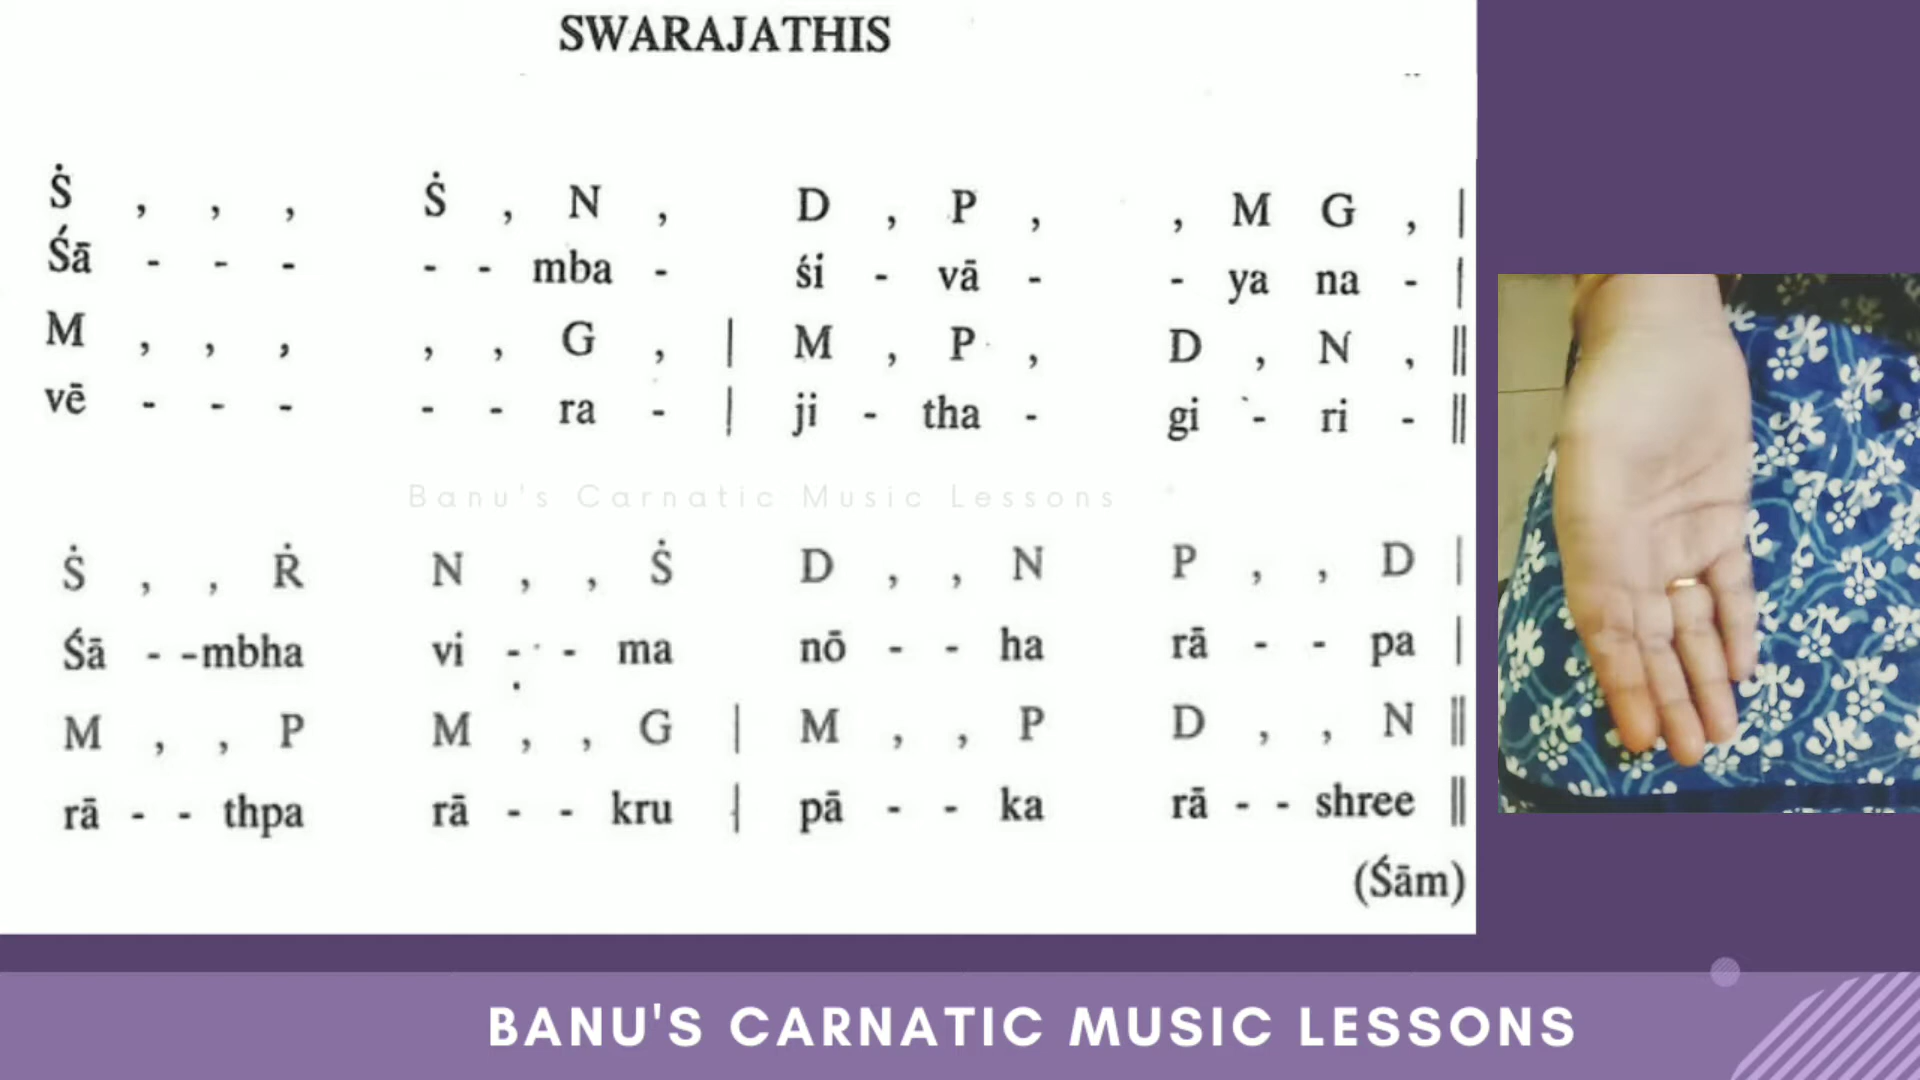 SWARAJATHIS
Ṡ , , , Ṡ , N , D , P , , M G , |
Śā - - - - - mba - śi - vā - - ya na - |
M , , , , , G , | M , P , D , N , ||
vē - - - - - ra - | ji - tha - gi - ri - ||
Banu's Carnatic Music Lessons
Ṡ , , Ṙ N , , Ṡ D , , N P , , D |
Śā - -mbha vi - - ma nō - - ha rā - - pa |
M , , P M , , G | M , , P D , , N ||
rā - - thpa rā - - kru | pā - - ka rā - - shree ||
(Śām)
BANU'S CARNATIC MUSIC LESSONS